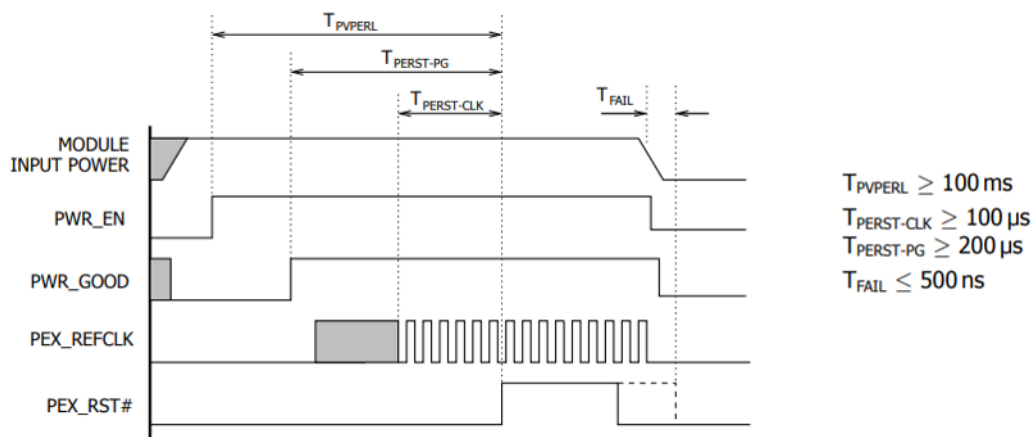 TPVPERL
TPERST-PG
TPERST-CLK
TFAIL
MODULE
INPUT POWER
PWR_EN
PWR_GOOD
PEX_REFCLK
PEX_RST#
TPVPERL ≥ 100 ms
TPERST-CLK ≥ 100 µs
TPERST-PG ≥ 200 µs
TFAIL ≤ 500 ns